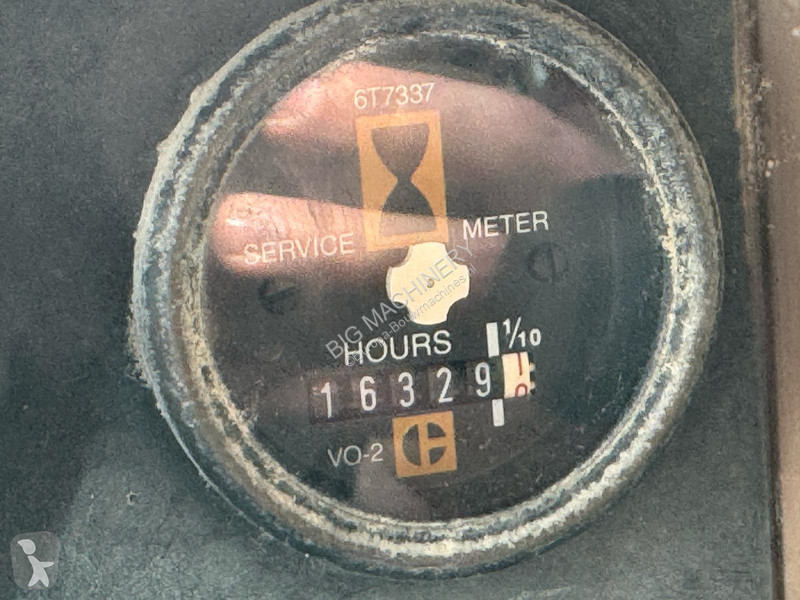 6T7337
SERVICE METER
BIG MACHINERY
HOURS 1/10
16329
VO-2